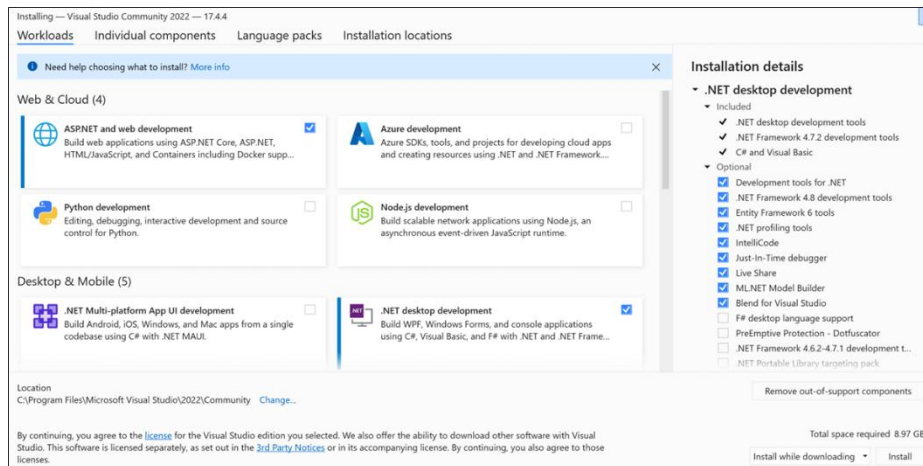 Installing — Visual Studio Community 2022 — 17.4.4
Workloads Individual components Language packs Installation locations
Need help choosing what to install? More info
Web & Cloud (4)
ASP.NET and web development
Build web applications using ASP.NET Core, ASP.NET,
HTML/JavaScript, and Containers including Docker supp...
Azure development
Azure SDKs, tools, and projects for developing cloud apps
and creating resources using .NET and .NET Framework....
Python development
Editing, debugging, interactive development and source
control for Python.
Node.js development
Build scalable network applications using Node.js, an
asynchronous event-driven JavaScript runtime.
Desktop & Mobile (5)
.NET Multi-platform App UI development
Build Android, iOS, Windows, and Mac apps from a single
codebase using C# with .NET MAUI.
.NET desktop development
Build WPF, Windows Forms, and console applications
using C#, Visual Basic, and F# with .NET and .NET Frame...
Installation details
.NET desktop development
Included
.NET desktop development tools
.NET Framework 4.7.2 development tools
C# and Visual Basic
Optional
Development tools for .NET
.NET Framework 4.8 development tools
Entity Framework 6 tools
.NET profiling tools
IntelliCode
Just-In-Time debugger
Live Share
ML.NET Model Builder
Blend for Visual Studio
F# desktop language support
PreEmptive Protection - Dotfuscator
.NET Framework 4.6.2-4.7.1 development t...
.NET Portable Library targeting pack
Location
C:\Program Files\Microsoft Visual Studio\2022\Community Change...
By continuing, you agree to the license for the Visual Studio edition you selected. We also offer the ability to download other software with Visual
Studio. This software is licensed separately, as set out in the 3rd Party Notices or in its accompanying license. By continuing, you also agree to those
licenses.
Remove out-of-support components
Total space required 8.97 GB
Install while downloading Install